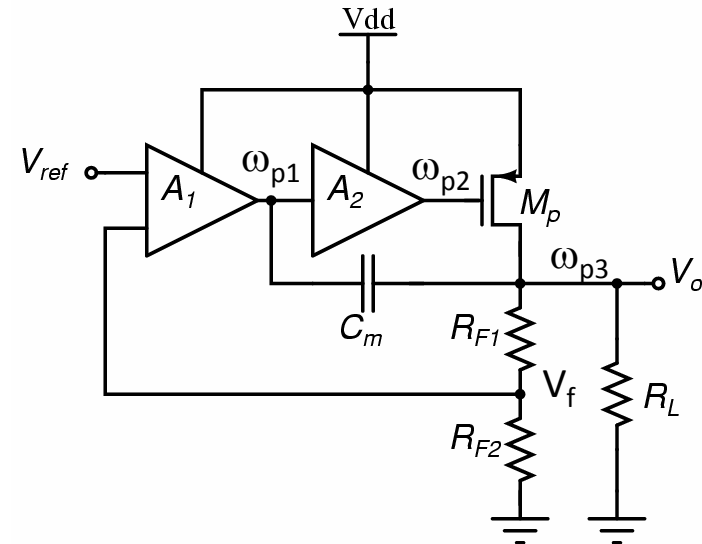 Vdd
V_ref
A_1
ω_p1
A_2
ω_p2
M_p
ω_p3
V_o
C_m
R_F1
V_f
R_L
R_F2